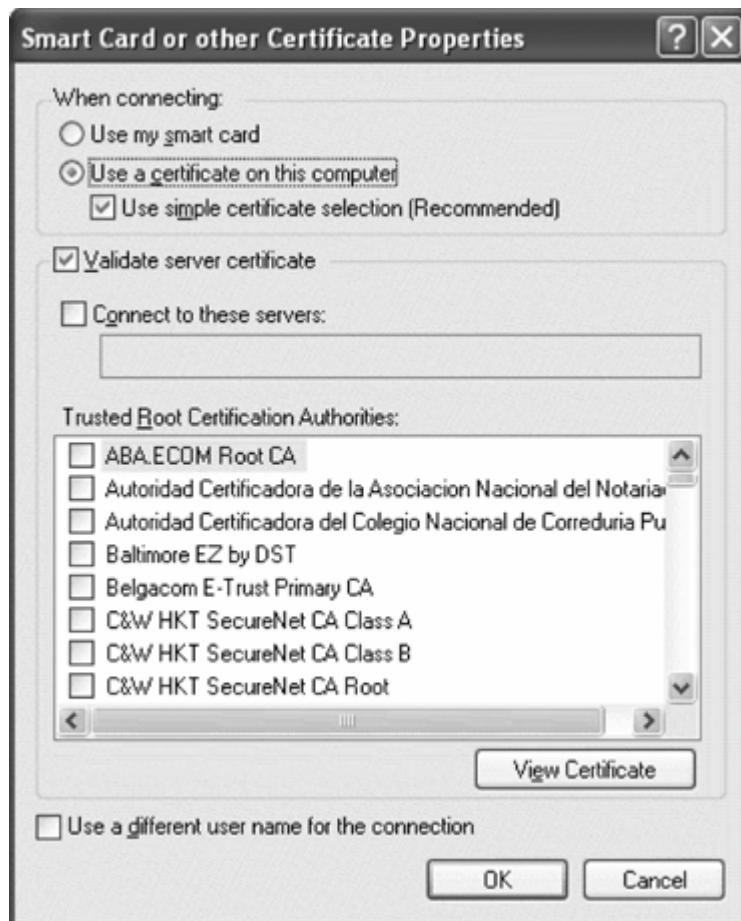 Smart Card or other Certificate Properties
When connecting:
Use my smart card
Use a certificate on this computer
Use simple certificate selection (Recommended)
Validate server certificate
Connect to these servers:
Trusted Root Certification Authorities:
ABA.ECOM Root CA
Autoridad Certificadora de la Asociacion Nacional del Notaria
Autoridad Certificadora del Colegio Nacional de Correduria Pu
Baltimore EZ by DST
Belgacom E-Trust Primary CA
C&W HKT SecureNet CA Class A
C&W HKT SecureNet CA Class B
C&W HKT SecureNet CA Root
View Certificate
Use a different user name for the connection
OK Cancel